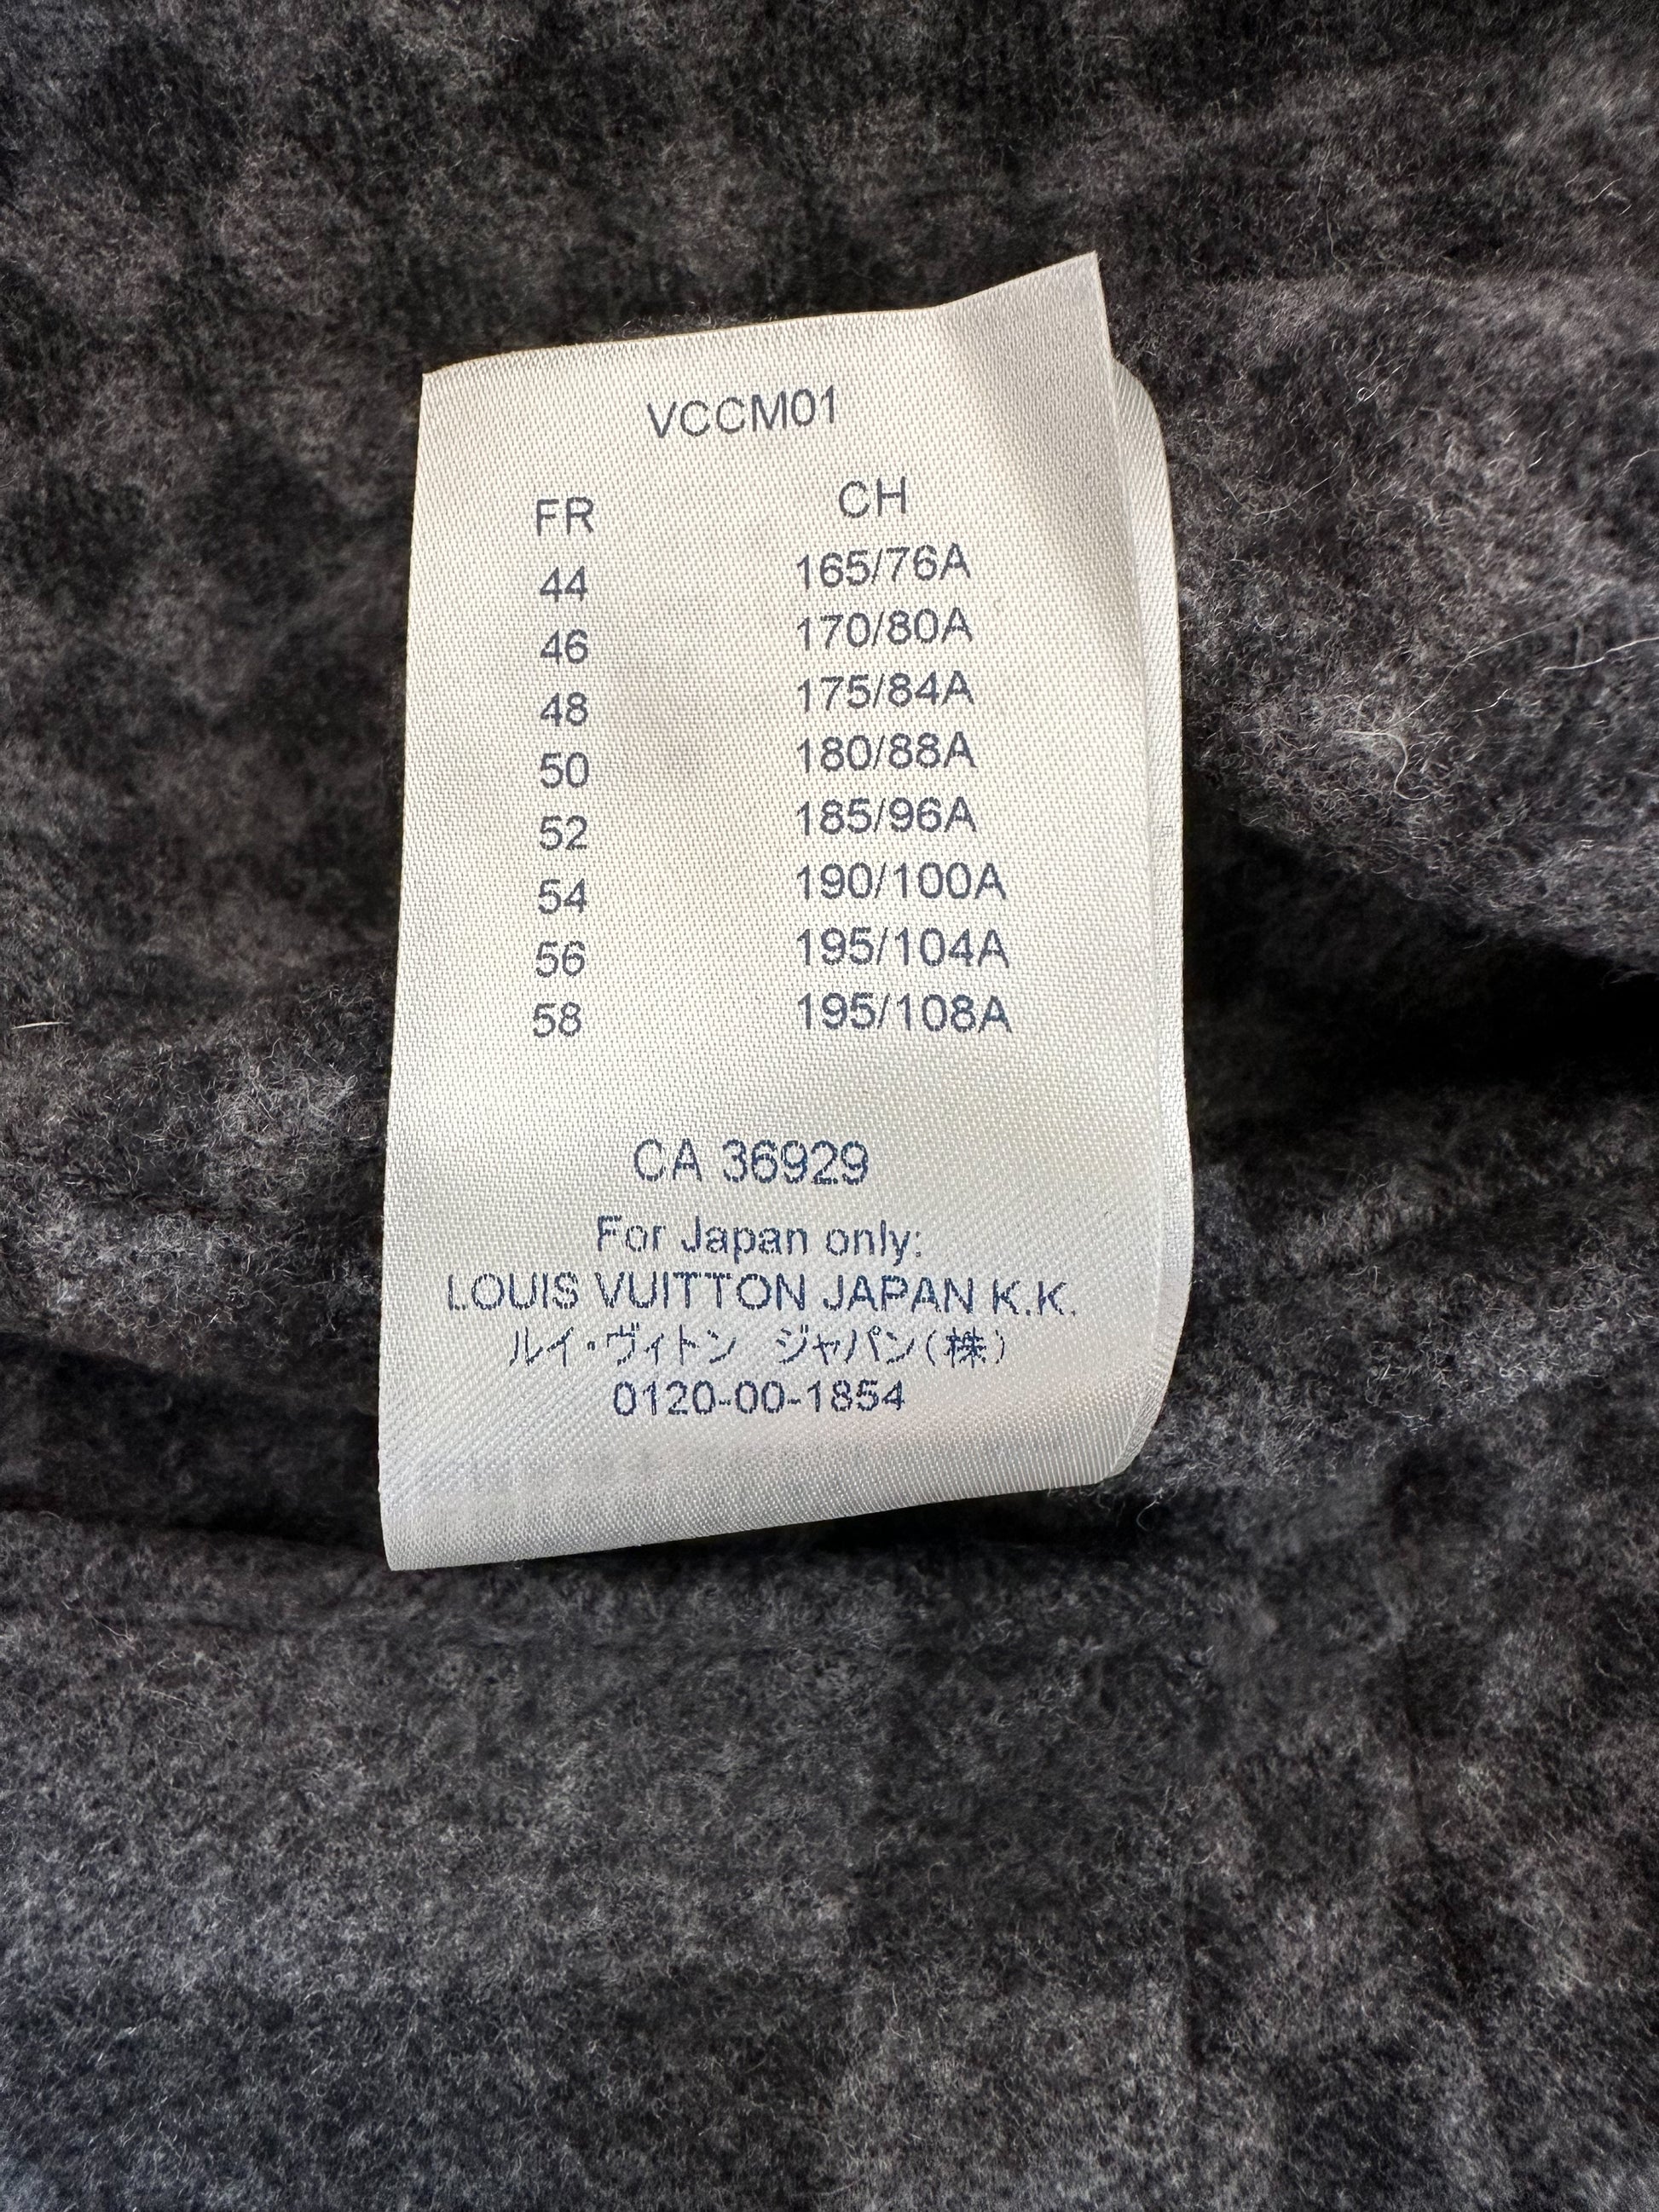 VCCM01
FR CH
44 165/76A
46 170/80A
48 175/84A
50 180/88A
52 185/96A
54 190/100A
56 195/104A
58 195/108A
CA 36929
For Japan only:
LOUIS VUITTON JAPAN K.K.
ルイ・ヴィトン　ジャパン(株)
0120-00-1854